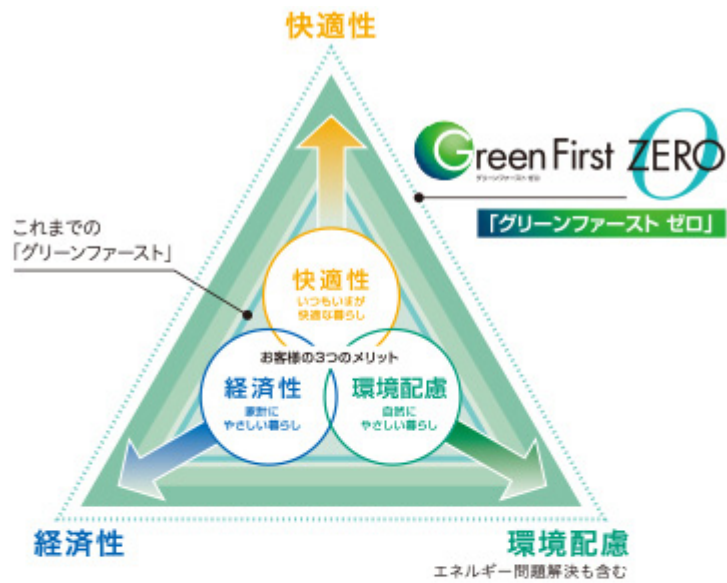 快適性
Green First ZERO
グリーンファースト ゼロ
「グリーンファースト ゼロ」
これまでの
「グリーンファースト」
快適性
いつもいまが
快適な暮らし
お客様の3つのメリット
経済性
家計に
やさしい暮らし
環境配慮
自然に
やさしい暮らし
経済性
環境配慮
エネルギー問題解決も含む